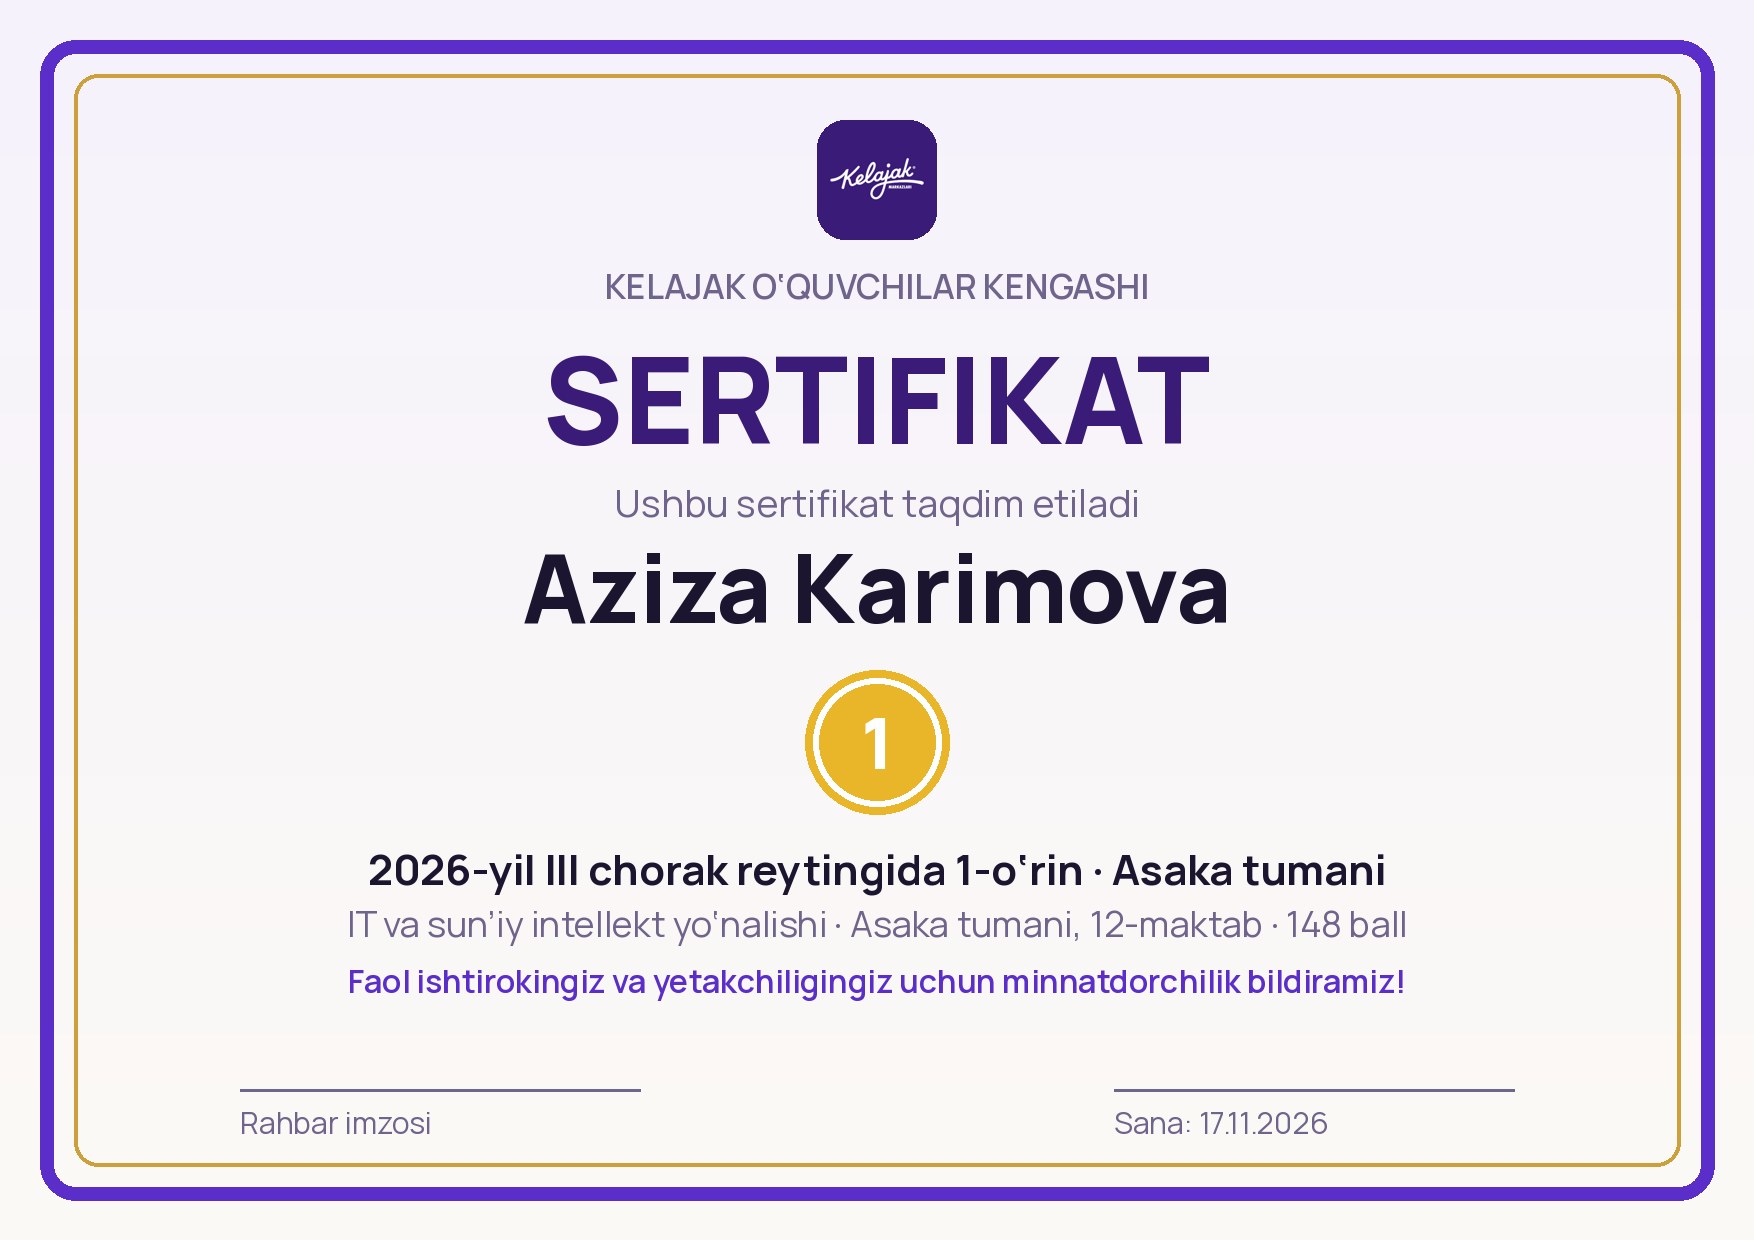 Kelajak
MARKAZLARI
KELAJAK OʻQUVCHILAR KENGASHI
SERTIFIKAT
Ushbu sertifikat taqdim etiladi
Aziza Karimova
1
2026-yil III chorak reytingida 1-oʻrin · Asaka tumani
IT va sun’iy intellekt yoʻnalishi · Asaka tumani, 12-maktab · 148 ball
Faol ishtirokingiz va yetakchiligingiz uchun minnatdorchilik bildiramiz!
Rahbar imzosi
Sana: 17.11.2026